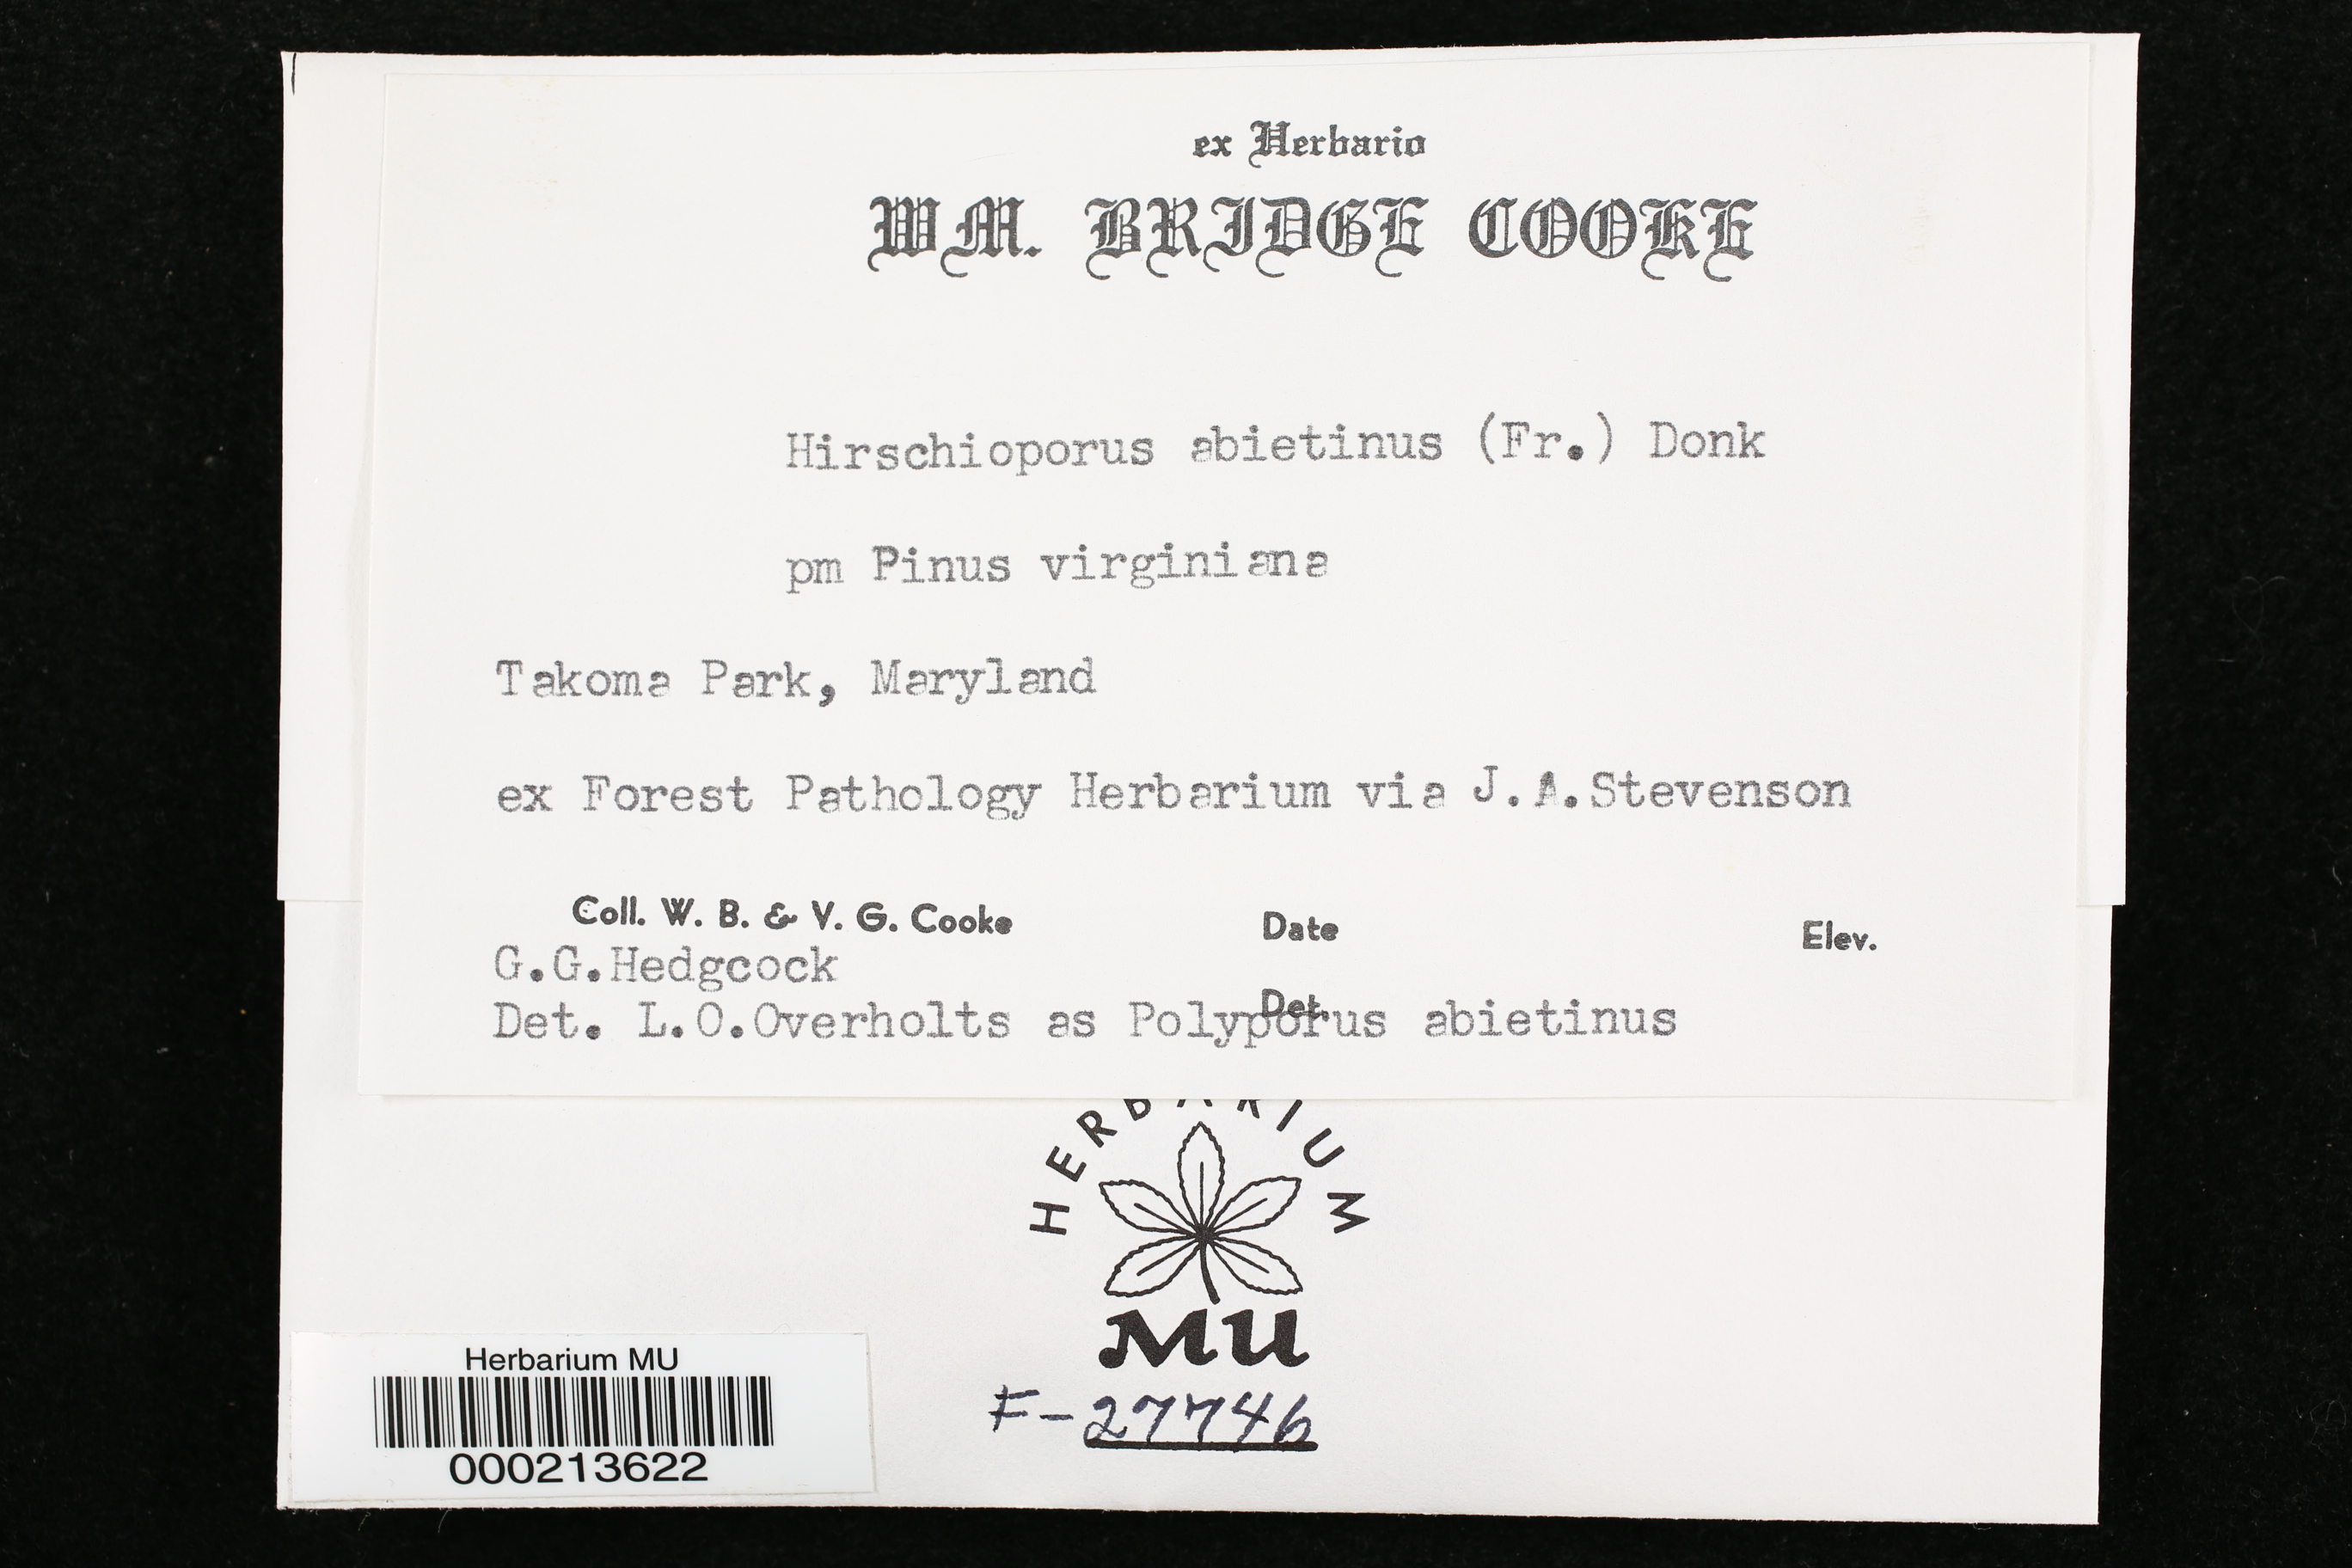 ex Herbario
WM. BRIDGE COOKE
Hirschioporus abietinus (Fr.) Donk
pm Pinus virginiana
Takoma Park, Maryland
ex Forest Pathology Herbarium via J.A.Stevenson
Coll. W. B. & V. G. Cooke Date Elev.
G.G.Hedgcock
Det.
Det. L.O.Overholts as Polyporus abietinus
HERBARIUM
MU
F-27746
Herbarium MU
000213622